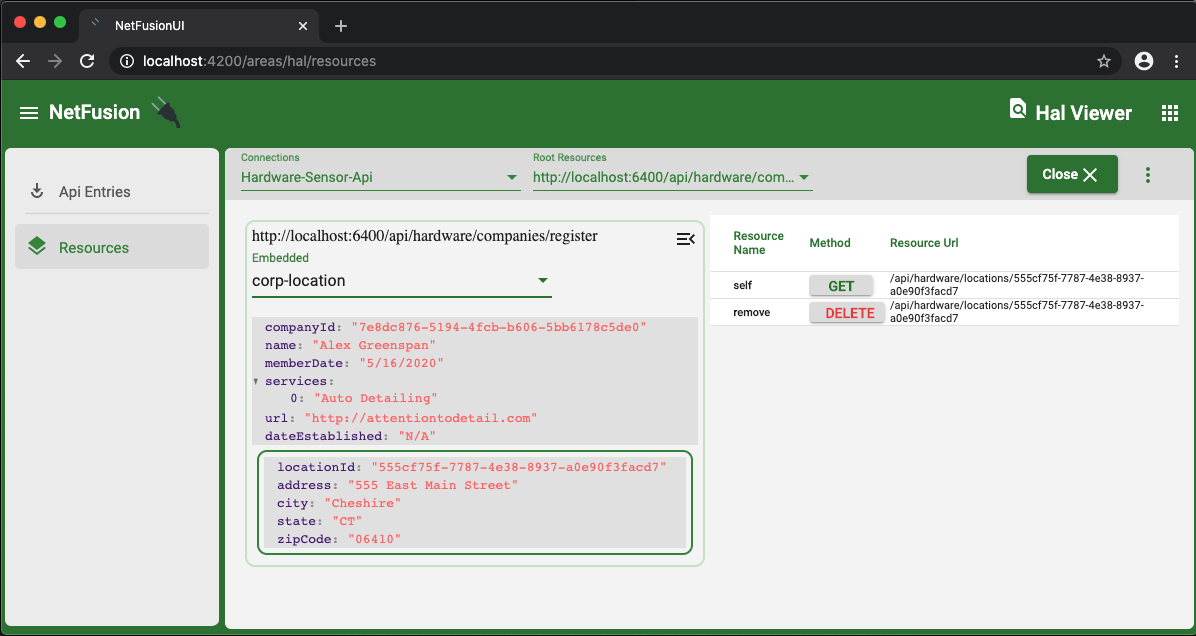 NetFusionUI
localhost:4200/areas/hal/resources
NetFusion
Hal Viewer
Api Entries
Resources
Connections
Hardware-Sensor-Api
Root Resources
http://localhost:6400/api/hardware/com...
Close
http://localhost:6400/api/hardware/companies/register
Embedded
corp-location
companyId: "7e8dc876-5194-4fcb-b606-5bb6178c5de0"
name: "Alex Greenspan"
memberDate: "5/16/2020"
services:
0: "Auto Detailing"
url: "http://attentiontodetail.com"
dateEstablished: "N/A"
locationId: "555cf75f-7787-4e38-8937-a0e90f3facd7"
address: "555 East Main Street"
city: "Cheshire"
state: "CT"
zipCode: "06410"
Resource
Name
Method
Resource Url
self
GET
/api/hardware/locations/555cf75f-7787-4e38-8937-
a0e90f3facd7
remove
DELETE
/api/hardware/locations/555cf75f-7787-4e38-8937-
a0e90f3facd7